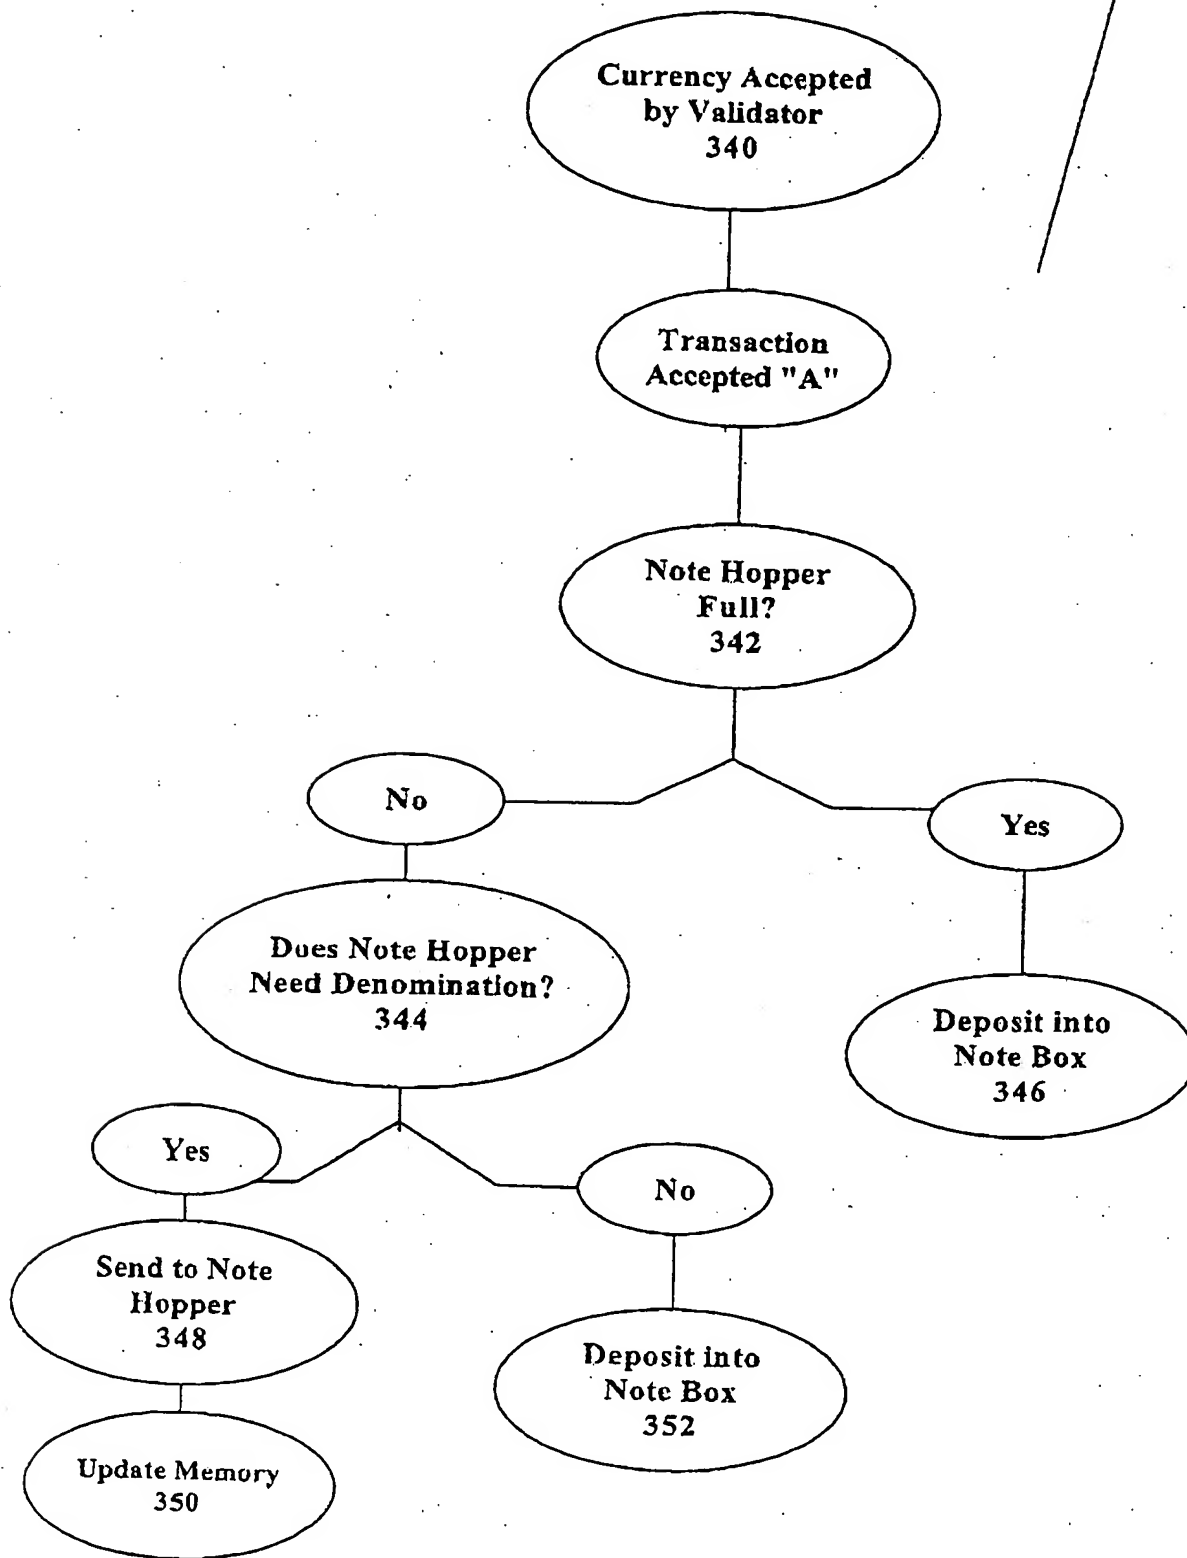 Currency Accepted
by Validator
340
Transaction
Accepted "A"
Note Hopper
Full?
342
No
Yes
Does Note Hopper
Need Denomination?
344
Deposit into
Note Box
346
Yes
No
Send to Note
Hopper
348
Deposit into
Note Box
352
Update Memory
350